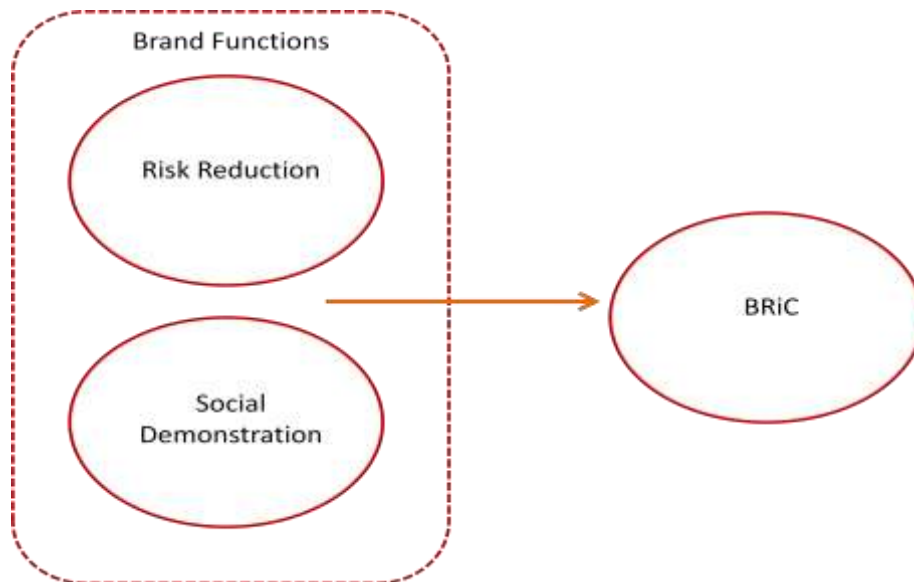 Brand Functions
Risk Reduction
BRiC
Social
Demonstration